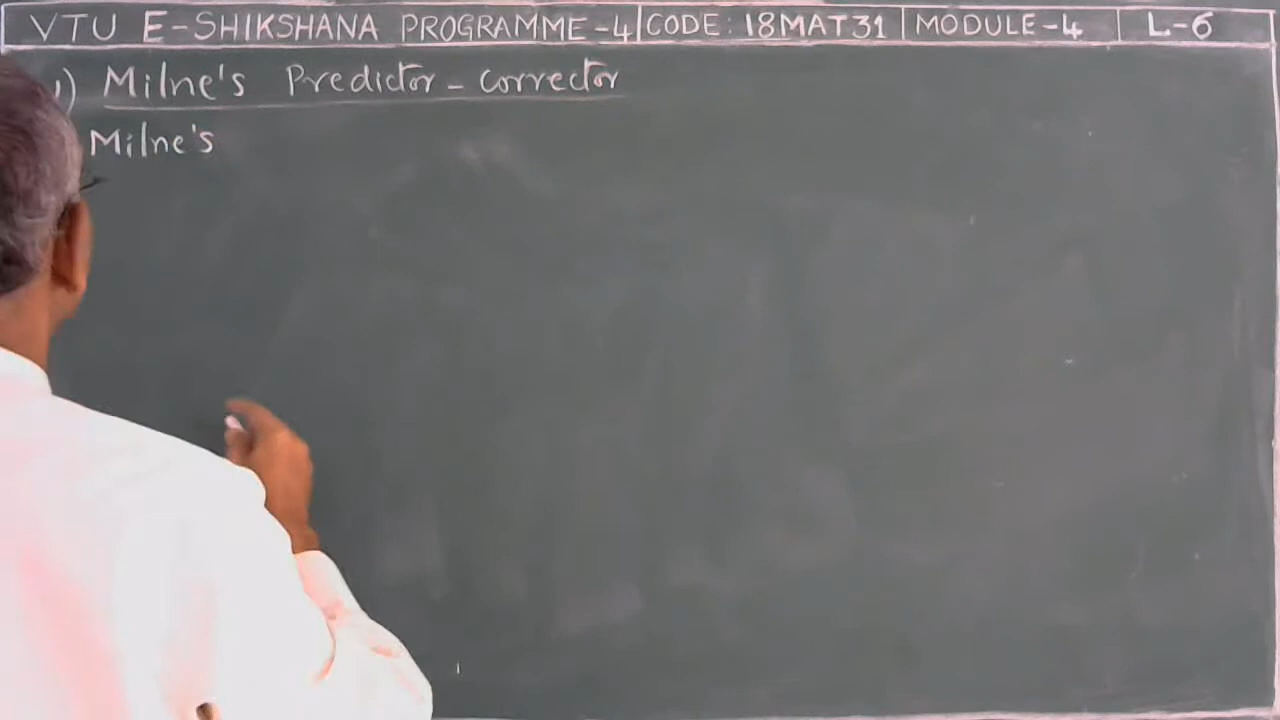 VTU E-SHIKSHANA PROGRAMME-4 CODE: 18MAT31 MODULE-4 L-6
1) Milne's Predictor-corrector
Milne's